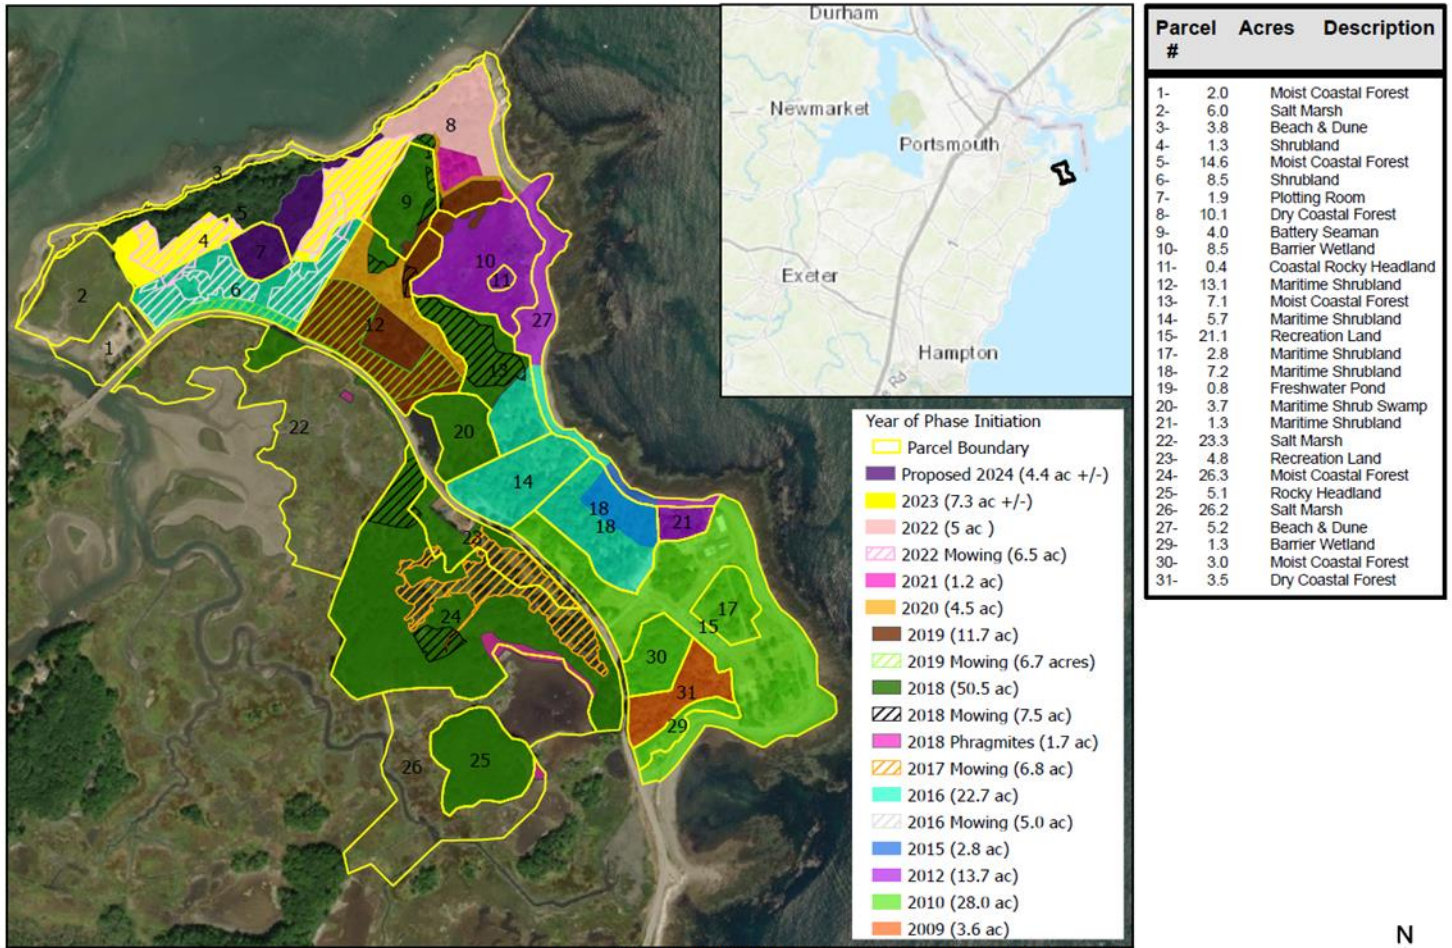 Durham
Newmarket
Portsmouth
Exeter
Hampton
Rd
8
3
9
5
4
7
10
11
6
2
27
12
1
13
22
20
14
18
18
21
23
24
17
15
30
31
29
25
26
Year of Phase Initiation
Parcel Boundary
Proposed 2024 (4.4 ac +/-)
2023 (7.3 ac +/-)
2022 (5 ac )
2022 Mowing (6.5 ac)
2021 (1.2 ac)
2020 (4.5 ac)
2019 (11.7 ac)
2019 Mowing (6.7 acres)
2018 (50.5 ac)
2018 Mowing (7.5 ac)
2018 Phragmites (1.7 ac)
2017 Mowing (6.8 ac)
2016 (22.7 ac)
2016 Mowing (5.0 ac)
2015 (2.8 ac)
2012 (13.7 ac)
2010 (28.0 ac)
2009 (3.6 ac)
Parcel # Acres Description
1- 2.0 Moist Coastal Forest
2- 6.0 Salt Marsh
3- 3.8 Beach & Dune
4- 1.3 Shrubland
5- 14.6 Moist Coastal Forest
6- 8.5 Shrubland
7- 1.9 Plotting Room
8- 10.1 Dry Coastal Forest
9- 4.0 Battery Seaman
10- 8.5 Barrier Wetland
11- 0.4 Coastal Rocky Headland
12- 13.1 Maritime Shrubland
13- 7.1 Moist Coastal Forest
14- 5.7 Maritime Shrubland
15- 21.1 Recreation Land
17- 2.8 Maritime Shrubland
18- 7.2 Maritime Shrubland
19- 0.8 Freshwater Pond
20- 3.7 Maritime Shrub Swamp
21- 1.3 Maritime Shrubland
22- 23.3 Salt Marsh
23- 4.8 Recreation Land
24- 26.3 Moist Coastal Forest
25- 5.1 Rocky Headland
26- 26.2 Salt Marsh
27- 5.2 Beach & Dune
29- 1.3 Barrier Wetland
30- 3.0 Moist Coastal Forest
31- 3.5 Dry Coastal Forest
N